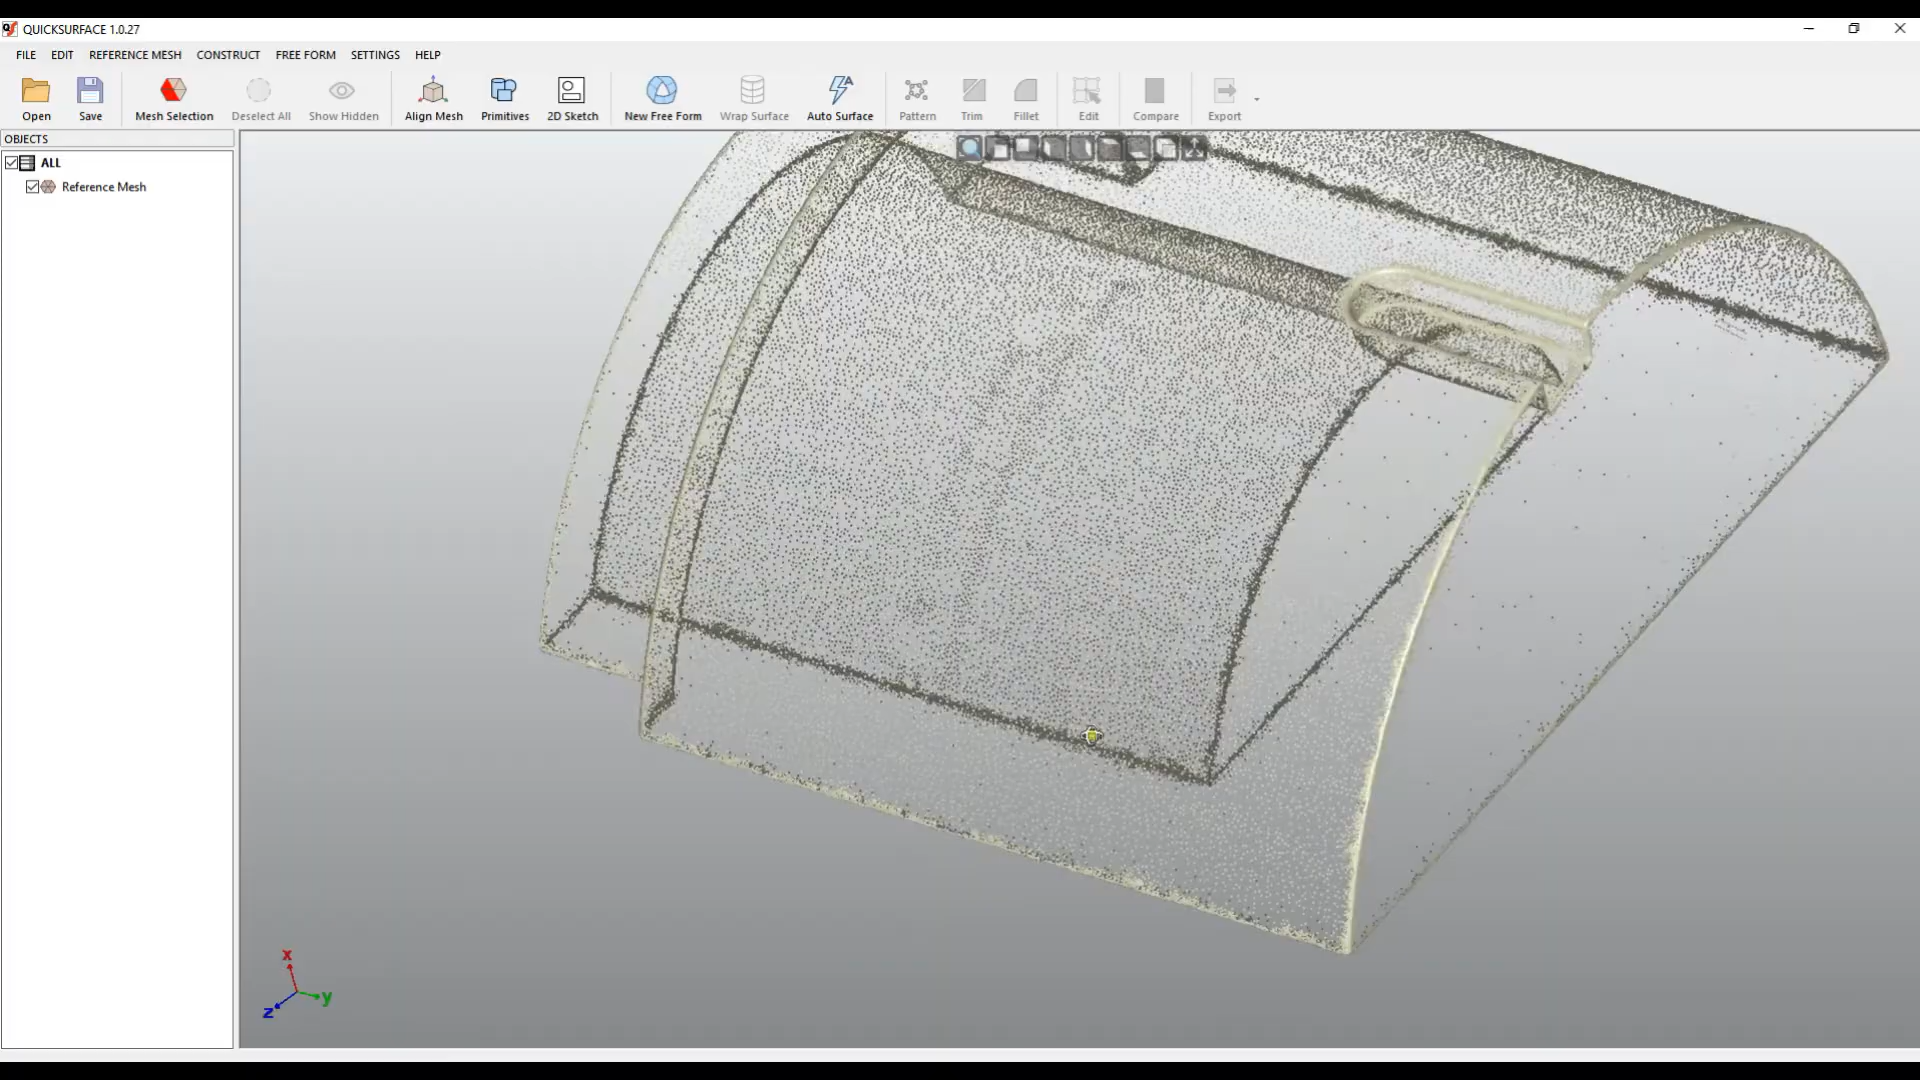 QUICKSURFACE 1.0.27
FILE EDIT REFERENCE MESH CONSTRUCT FREE FORM SETTINGS HELP
Open Save Mesh Selection Deselect All Show Hidden Align Mesh Primitives 2D Sketch New Free Form Wrap Surface Auto Surface Pattern Trim Fillet Edit Compare Export
OBJECTS
ALL
Reference Mesh
x
y
z